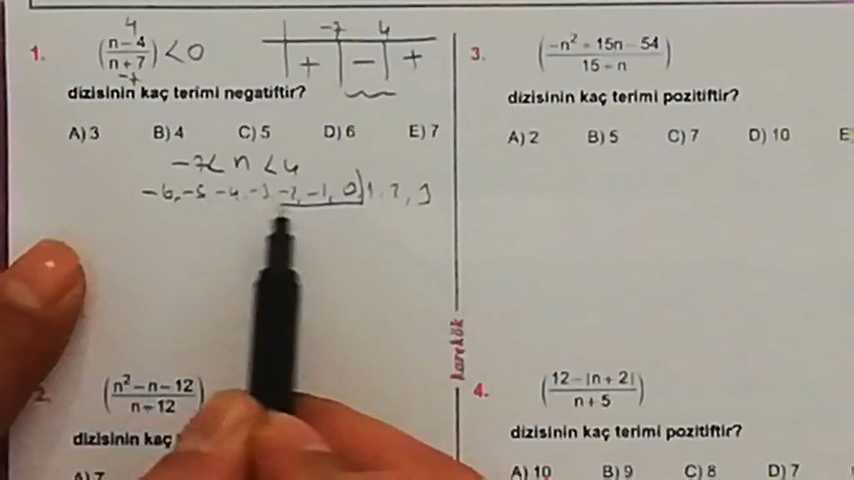 4
1. (n-4 / n+7) < 0
-7
-7 4
+ - +
dizisinin kaç terimi negatiftir?
A) 3 B) 4 C) 5 D) 6 E) 7
-7 < n < 4
-6, -5 -4, -3 -2, -1, 0, 1, 2, 3
2. (n² - n - 12 / n+12)
dizisinin kaç
A) 7
3. (-n² + 15n - 54 / 15 + n)
dizisinin kaç terimi pozitiftir?
A) 2 B) 5 C) 7 D) 10 E
karekök
4. (12 - |n + 2| / n + 5)
dizisinin kaç terimi pozitiftir?
A) 10 B) 9 C) 8 D) 7